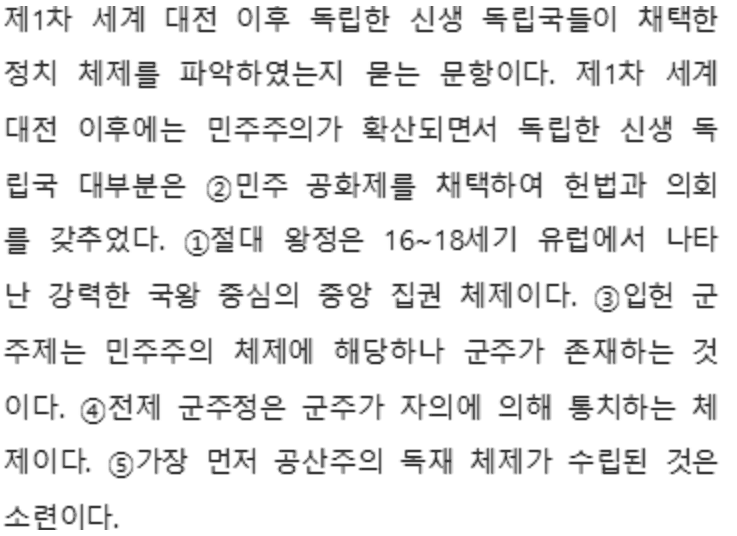 제1차 세계 대전 이후 독립한 신생 독립국들이 채택한
정치 체제를 파악하였는지 묻는 문항이다. 제1차 세계
대전 이후에는 민주주의가 확산되면서 독립한 신생 독
립국 대부분은 ②민주 공화제를 채택하여 헌법과 의회
를 갖추었다. ①절대 왕정은 16~18세기 유럽에서 나타
난 강력한 국왕 중심의 중앙 집권 체제이다. ③입헌 군
주제는 민주주의 체제에 해당하나 군주가 존재하는 것
이다. ④전제 군주정은 군주가 자의에 의해 통치하는 체
제이다. ⑤가장 먼저 공산주의 독재 체제가 수립된 것은
소련이다.